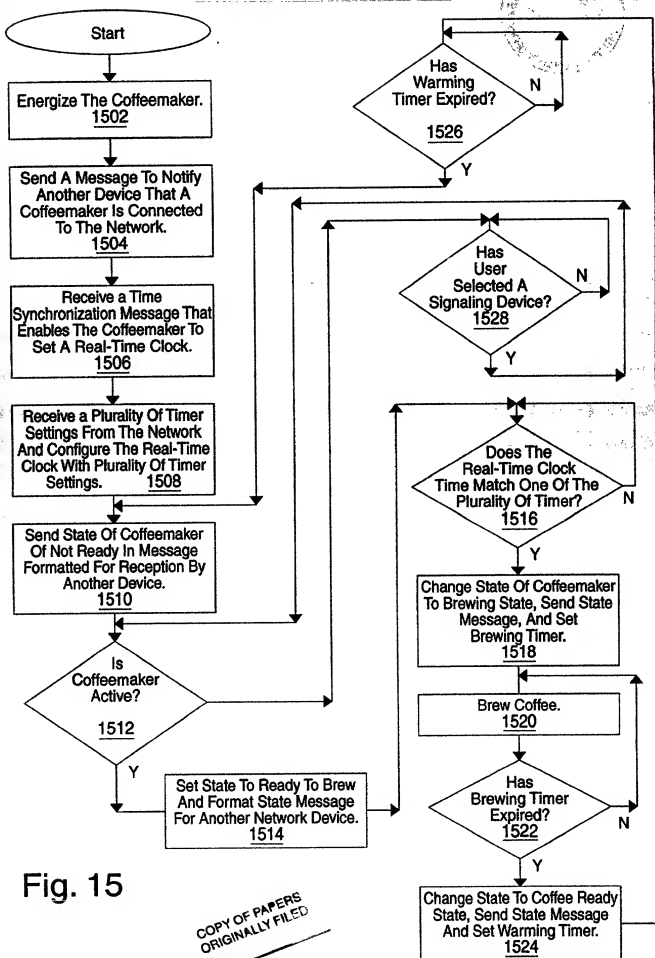 Start
Energize The Coffeemaker.
1502
Send A Message To Notify
Another Device That A
Coffeemaker Is Connected
To The Network.
1504
Receive a Time
Synchronization Message That
Enables The Coffeemaker To
Set A Real-Time Clock.
1506
Receive a Plurality Of Timer
Settings From The Network
And Configure The Real-Time
Clock With Plurality Of Timer
Settings. 1508
Send State Of Coffeemaker
Of Not Ready In Message
Formatted For Reception By
Another Device.
1510
Is
Coffeemaker
Active?
1512
Y
Set State To Ready To Brew
And Format State Message
For Another Network Device.
1514
Has
Warming
Timer Expired?
N
1526
Y
Has
User
Selected A
Signaling Device?
N
1528
Y
Does The
Real-Time Clock
Time Match One Of The
Plurality Of Timer?
N
1516
Y
Change State Of Coffeemaker
To Brewing State, Send State
Message, And Set
Brewing Timer.
1518
Brew Coffee.
1520
Has
Brewing Timer
Expired?
1522
N
Y
Change State To Coffee Ready
State, Send State Message
And Set Warming Timer.
1524
Fig. 15
COPY OF PAPERS
ORIGINALLY FILED